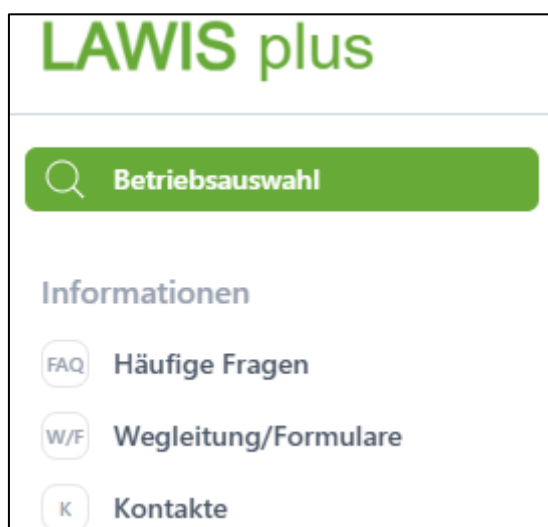 LAWIS plus
Betriebsauswahl
Informationen
FAQ Häufige Fragen
W/F Wegleitung/Formulare
K Kontakte